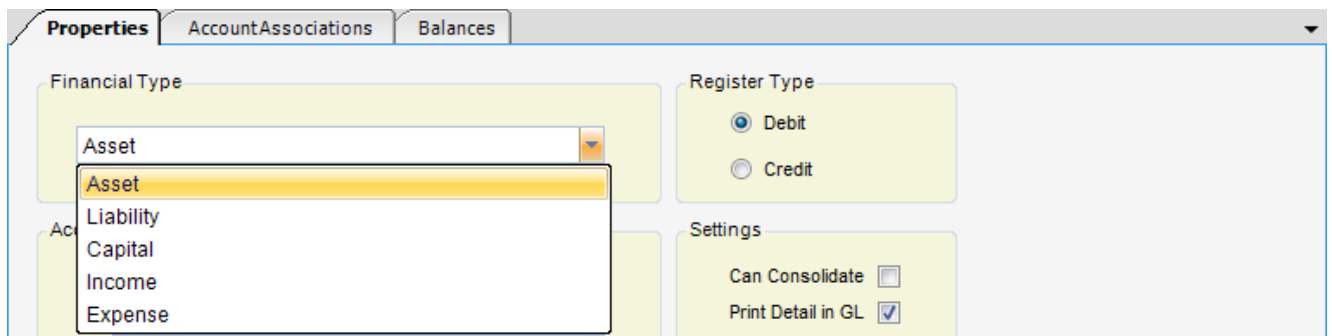 Properties AccountAssociations Balances
Financial Type
Asset
Asset
Liability
Capital
Income
Expense
Register Type
Debit
Credit
Settings
Can Consolidate
Print Detail in GL